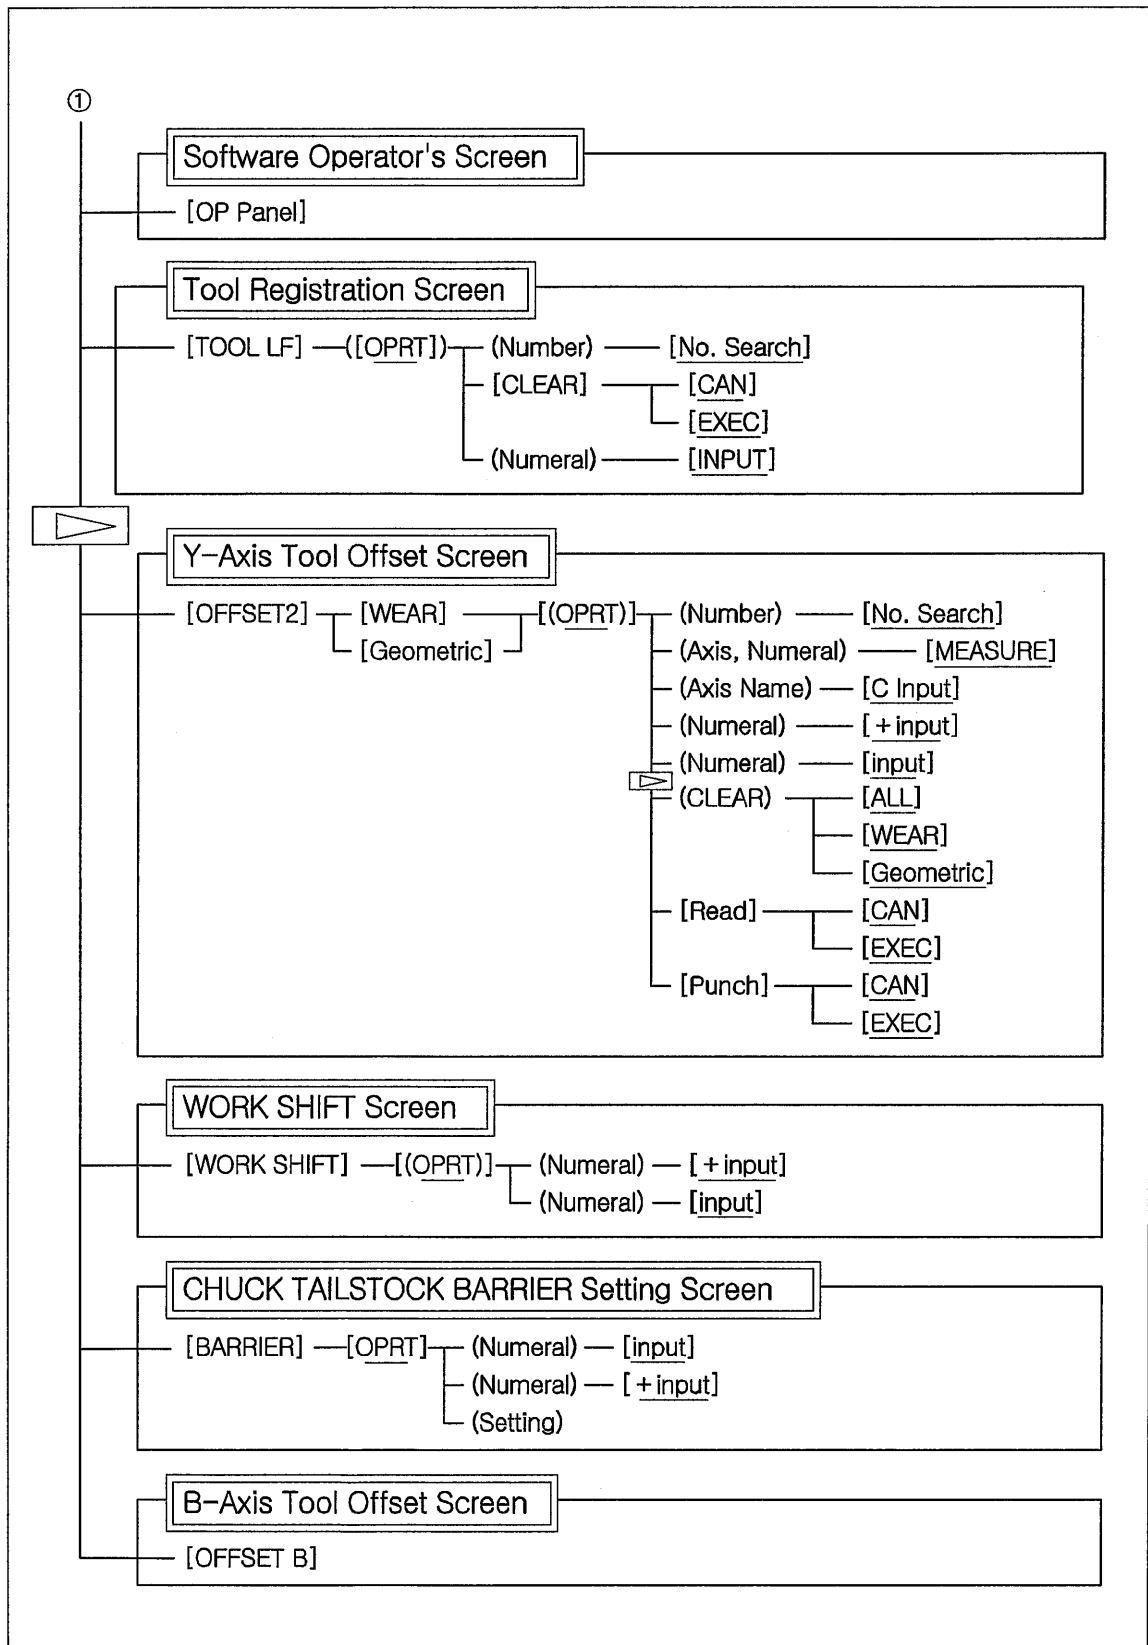 ①
Software Operator's Screen
[OP Panel]
Tool Registration Screen
[TOOL LF] ([OPRT]) (Number) [No. Search]
[CLEAR] [CAN]
[EXEC]
(Numeral) [INPUT]
Y-Axis Tool Offset Screen
[OFFSET2] [WEAR] [(OPRT)] (Number) [No. Search]
[Geometric] (Axis, Numeral) [MEASURE]
(Axis Name) [C Input]
(Numeral) [+input]
(Numeral) [input]
(CLEAR) [ALL]
[WEAR]
[Geometric]
[Read] [CAN]
[EXEC]
[Punch] [CAN]
[EXEC]
WORK SHIFT Screen
[WORK SHIFT] [(OPRT)] (Numeral) [+input]
(Numeral) [input]
CHUCK TAILSTOCK BARRIER Setting Screen
[BARRIER] [OPRT] (Numeral) [input]
(Numeral) [+input]
(Setting)
B-Axis Tool Offset Screen
[OFFSET B]